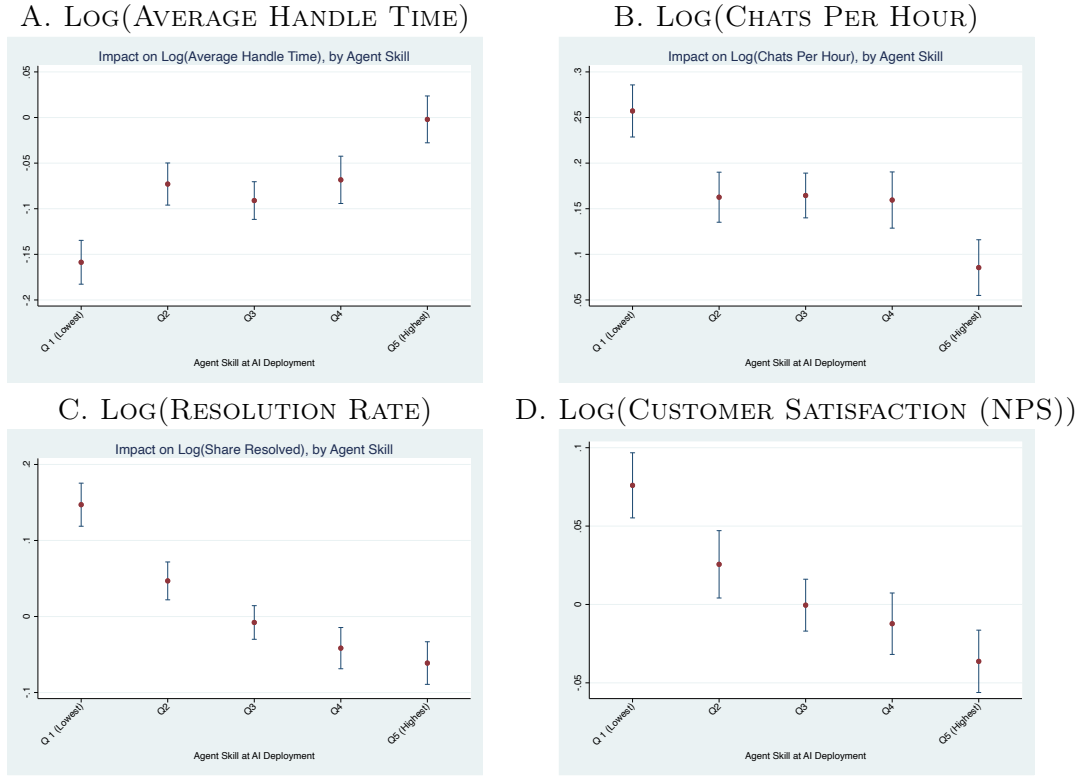 A. LOG(AVERAGE HANDLE TIME)
Impact on Log(Average Handle Time), by Agent Skill
.05
0
-.05
-.1
-.15
-.2
Q 1 (Lowest)
Q2
Q3
Q4
Q5 (Highest)
Agent Skill at AI Deployment
B. LOG(CHATS PER HOUR)
Impact on Log(Chats Per Hour), by Agent Skill
.3
.25
.2
.15
.1
.05
Q 1 (Lowest)
Q2
Q3
Q4
Q5 (Highest)
Agent Skill at AI Deployment
C. LOG(RESOLUTION RATE)
Impact on Log(Share Resolved), by Agent Skill
.2
.1
0
-.1
Q 1 (Lowest)
Q2
Q3
Q4
Q5 (Highest)
Agent Skill at AI Deployment
D. LOG(CUSTOMER SATISFACTION (NPS))
.1
.05
0
-.05
Q 1 (Lowest)
Q2
Q3
Q4
Q5 (Highest)
Agent Skill at AI Deployment